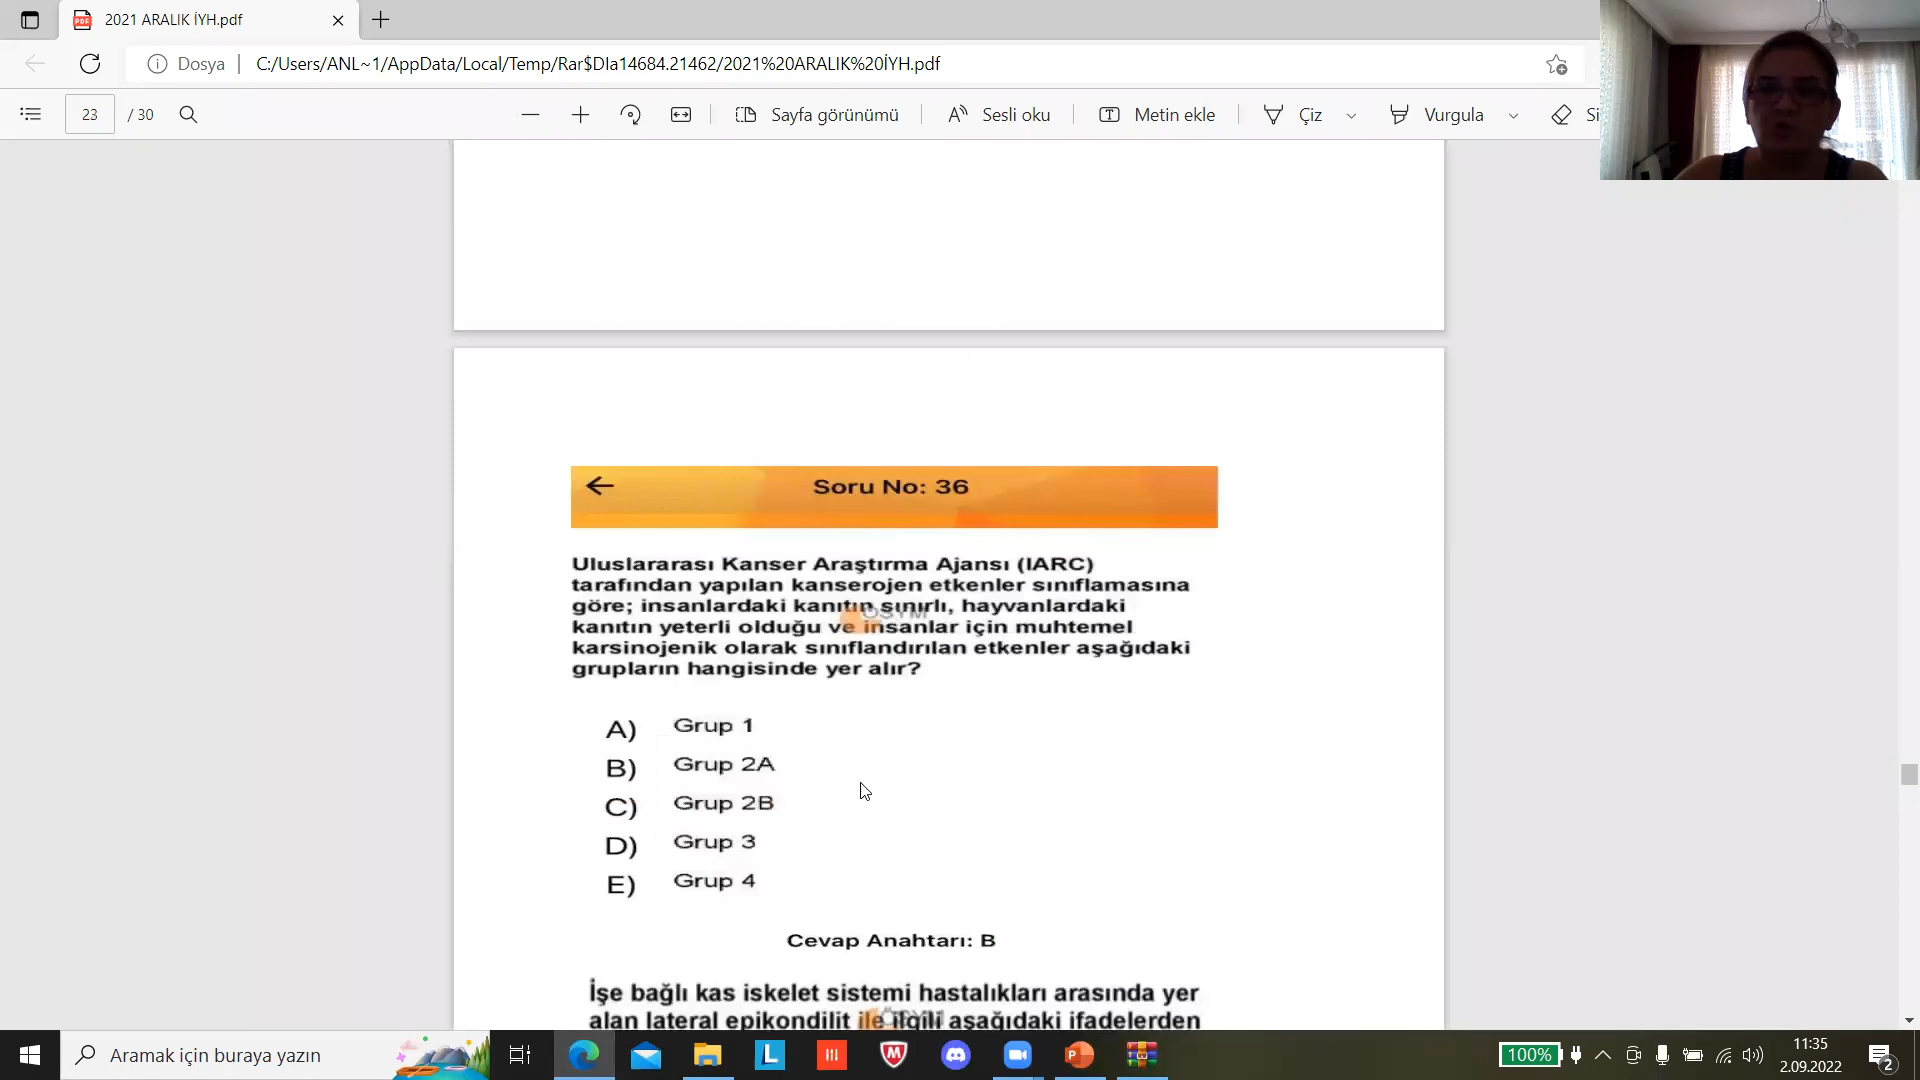 2021 ARALIK İYH.pdf
Dosya
C:/Users/ANL~1/AppData/Local/Temp/Rar$DIa14684.21462/2021%20ARALIK%20İYH.pdf
23 / 30
Sayfa görünümü
Sesli oku
Metin ekle
Çiz
Vurgula
Si
Soru No: 36
Uluslararası Kanser Araştırma Ajansı (IARC)
tarafından yapılan kanserojen etkenler sınıflamasına
göre; insanlardaki kanıtın sınırlı, hayvanlardaki
kanıtın yeterli olduğu ve insanlar için muhtemel
karsinojenik olarak sınıflandırılan etkenler aşağıdaki
grupların hangisinde yer alır?
ÖSYM
A) Grup 1
B) Grup 2A
C) Grup 2B
D) Grup 3
E) Grup 4
Cevap Anahtarı: B
İşe bağlı kas iskelet sistemi hastalıkları arasında yer
alan lateral epikondilit ile ilgili aşağıdaki ifadelerden
ÖSYM
Aramak için buraya yazın
100%
11:35
2.09.2022
2